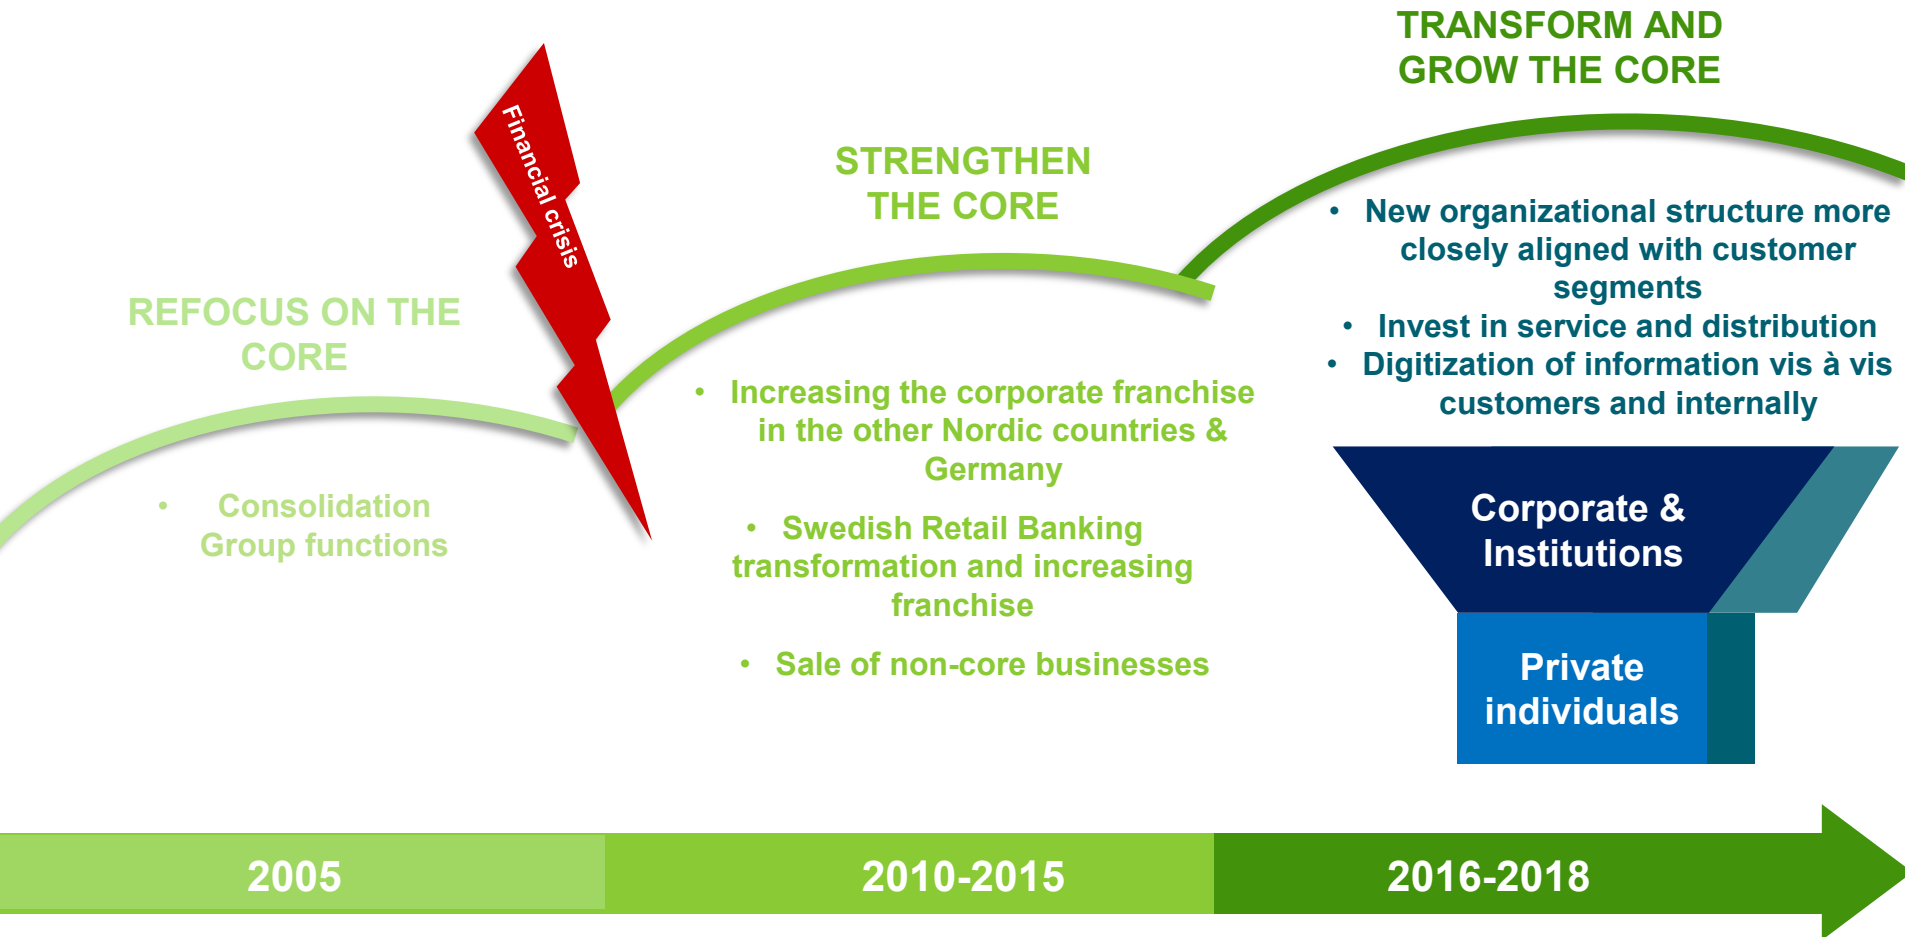 REFOCUS ON THE
CORE
• Consolidation
Group functions
Financial crisis
STRENGTHEN
THE CORE
• Increasing the corporate franchise
in the other Nordic countries &
Germany
• Swedish Retail Banking
transformation and increasing
franchise
• Sale of non-core businesses
TRANSFORM AND
GROW THE CORE
• New organizational structure more
closely aligned with customer
segments
• Invest in service and distribution
• Digitization of information vis à vis
customers and internally
Corporate &
Institutions
Private
individuals
2005
2010-2015
2016-2018